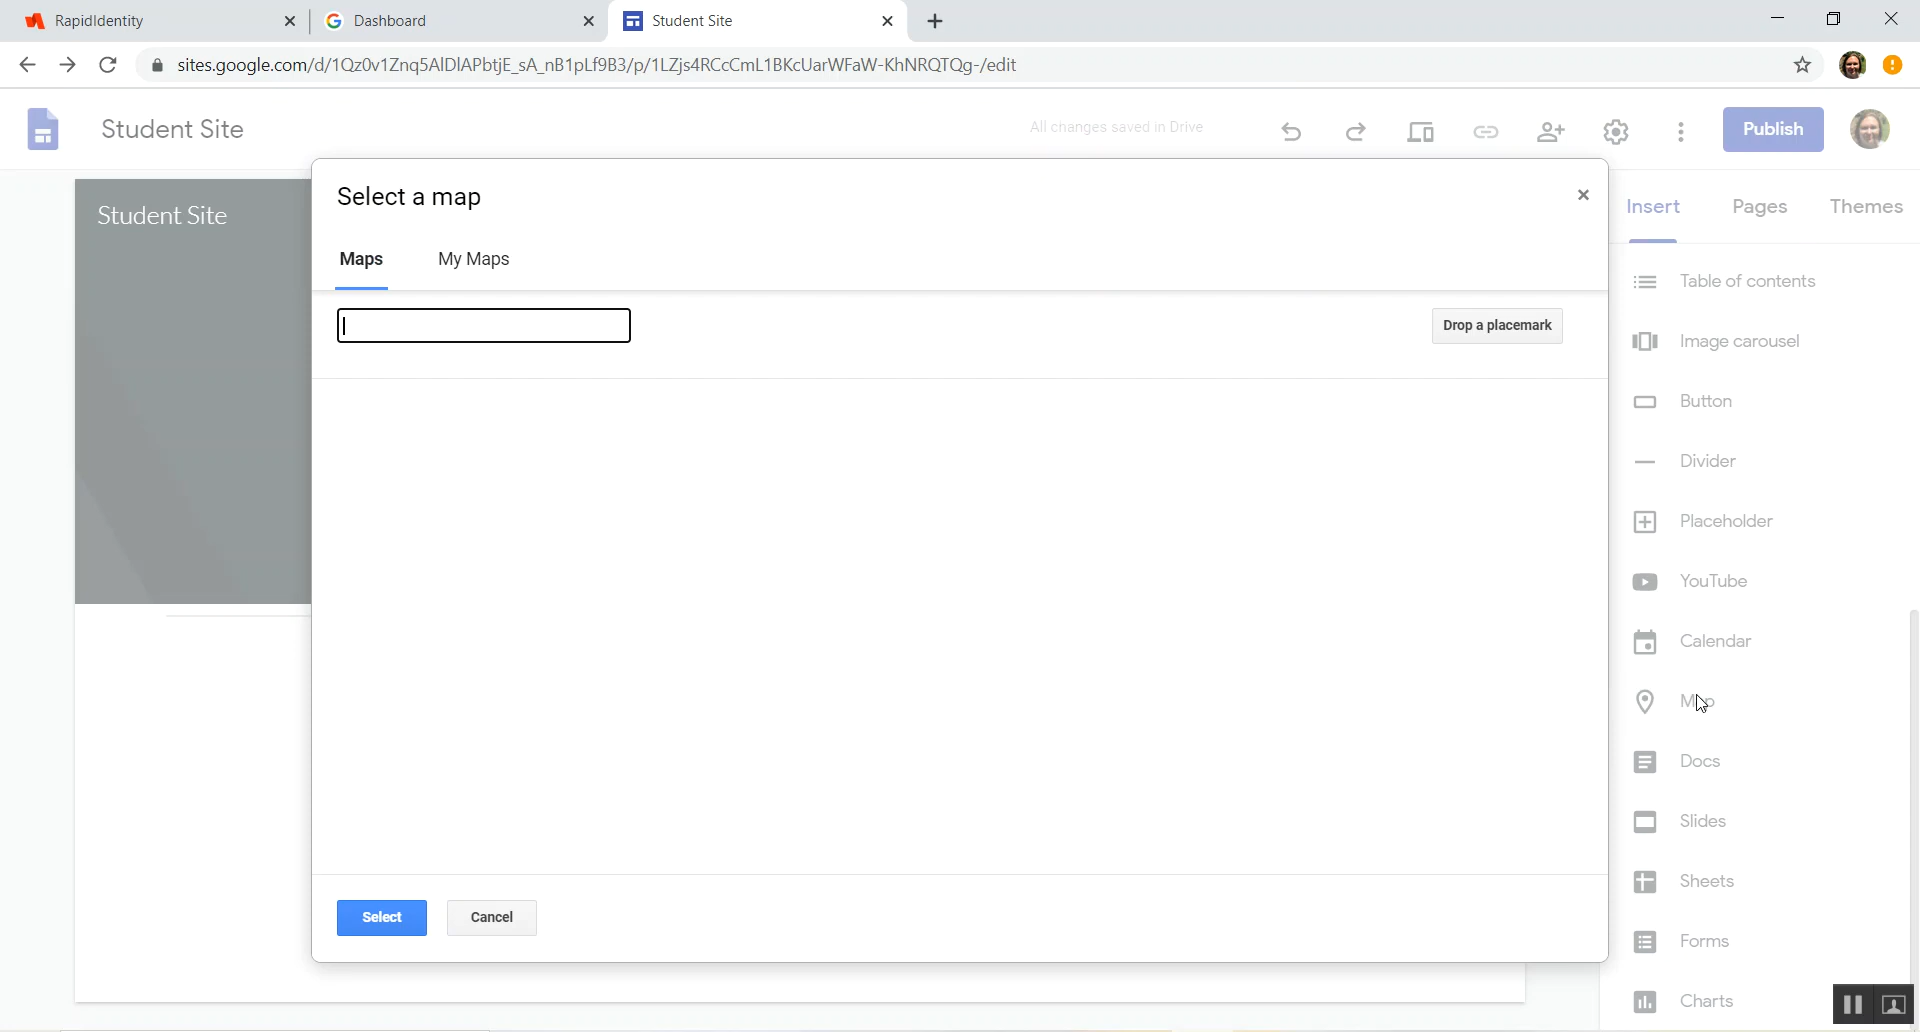 RapidIdentity
Dashboard
Student Site
sites.google.com/d/1Qz0v1Znq5AlDlAPbtjE_sA_nB1pLf9B3/p/1LZjs4RCcCmL1BKcUarWFaW-KhNRQTQg-/edit
Student Site
All changes saved in Drive
Publish
Student Site
Select a map
Maps
My Maps
Drop a placemark
Select
Cancel
Insert
Pages
Themes
Table of contents
Image carousel
Button
Divider
Placeholder
YouTube
Calendar
Map
Docs
Slides
Sheets
Forms
Charts